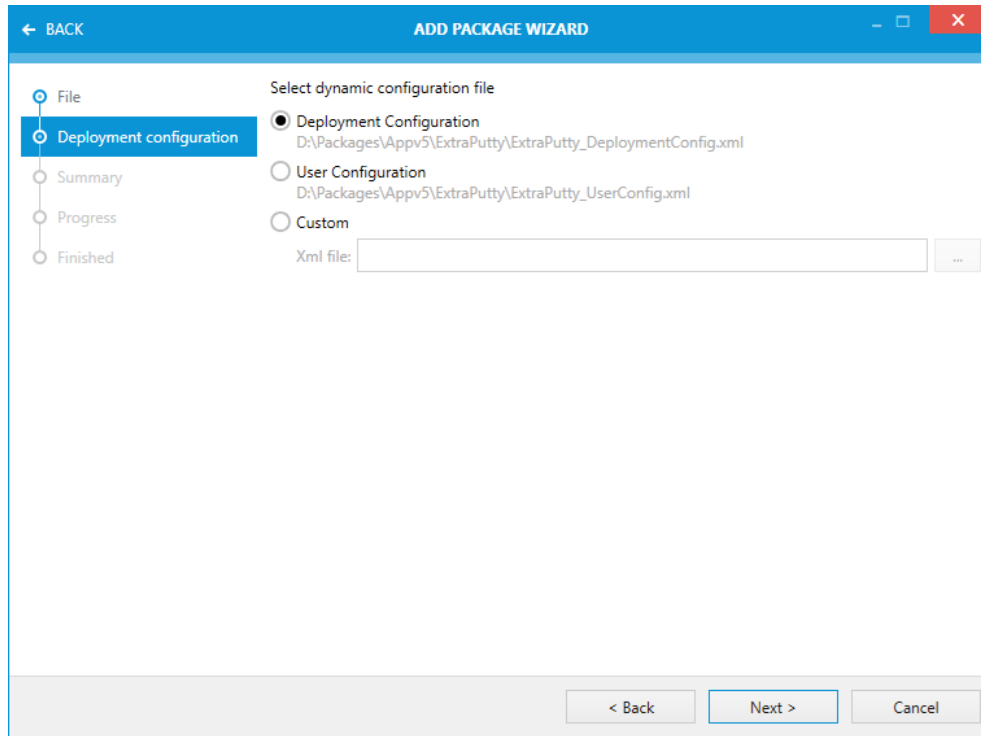 BACK
ADD PACKAGE WIZARD
File
Deployment configuration
Summary
Progress
Finished
Select dynamic configuration file
Deployment Configuration
D:\Packages\Appv5\ExtraPutty\ExtraPutty_DeploymentConfig.xml
User Configuration
D:\Packages\Appv5\ExtraPutty\ExtraPutty_UserConfig.xml
Custom
Xml file:
...
< Back
Next >
Cancel